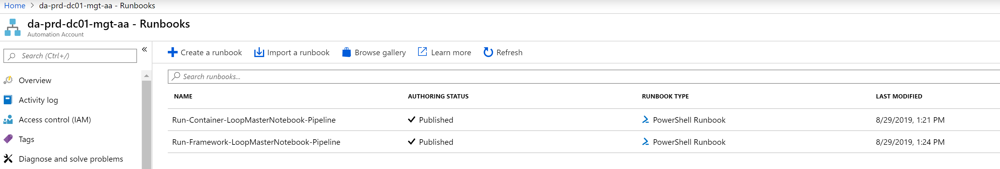 Home > da-prd-dc01-mgt-aa - Runbooks
da-prd-dc01-mgt-aa - Runbooks
Automation Account
Search (Ctrl+/)
Overview
Activity log
Access control (IAM)
Tags
Diagnose and solve problems
Create a runbook Import a runbook Browse gallery Learn more Refresh
Search runbooks...
NAME AUTHORING STATUS RUNBOOK TYPE LAST MODIFIED
Run-Container-LoopMasterNotebook-Pipeline Published PowerShell Runbook 8/29/2019, 1:21 PM
Run-Framework-LoopMasterNotebook-Pipeline Published PowerShell Runbook 8/29/2019, 1:24 PM